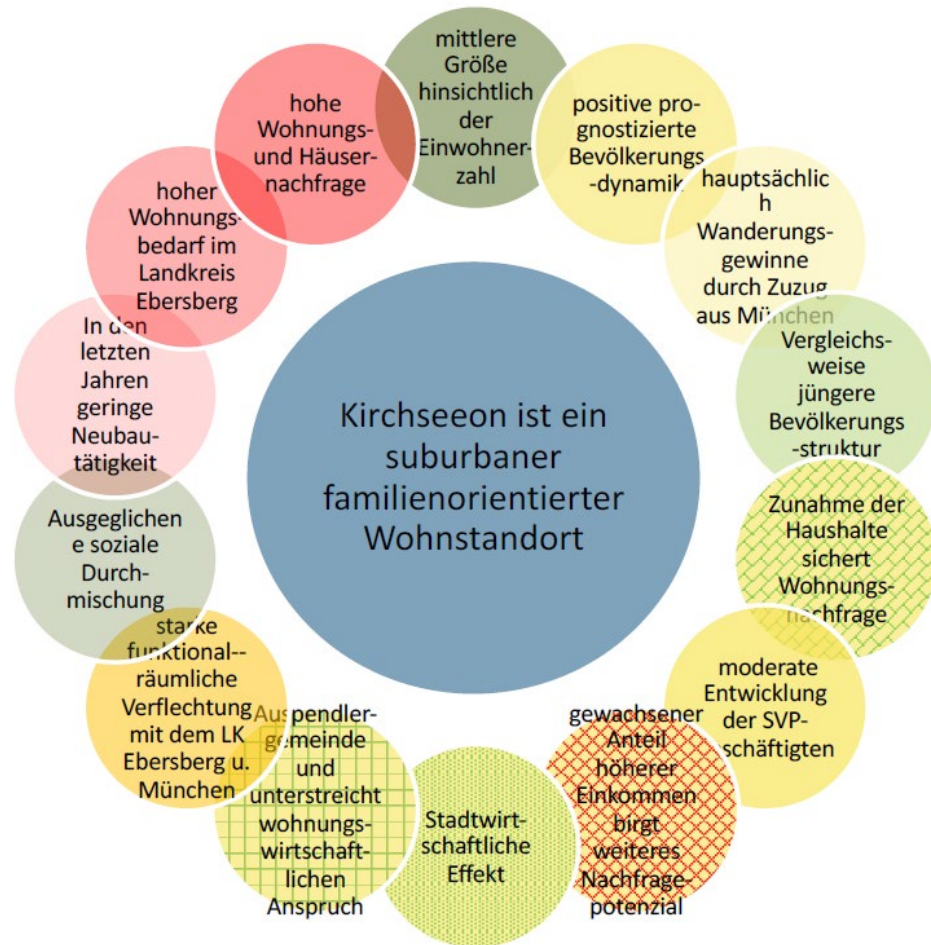 mittlere
Größe
hinsichtlich
der
Einwohner-
zahl
positive pro-
gnostizierte
Bevölkerungs
-dynamik
hauptsächlic
h
Wanderungs-
gewinne
durch Zuzug
aus München
Vergleichs-
weise
jüngere
Bevölkerungs
-struktur
Zunahme der
Haushalte
sichert
Wohnungs-
nachfrage
moderate
Entwicklung
der SVP-
schäftigten
gewachsener
Anteil
höherer
Einkommen
birgt
weiteres
Nachfrage-
potenzial
Stadtwirt-
schaftliche
Effekt
Auspendler-
gemeinde
und
unterstreicht
wohnungs-
wirtschaft-
lichen
Anspruch
starke
funktional--
räumliche
Verflechtung
mit dem LK
Ebersberg u.
München
Ausgeglichen
e soziale
Durch-
mischung
In den
letzten
Jahren
geringe
Neubau-
tätigkeit
hoher
Wohnungs-
bedarf im
Landkreis
Ebersberg
hohe
Wohnungs-
und Häuser-
nachfrage
Kirchseeon ist ein
suburbaner
familienorientierter
Wohnstandort